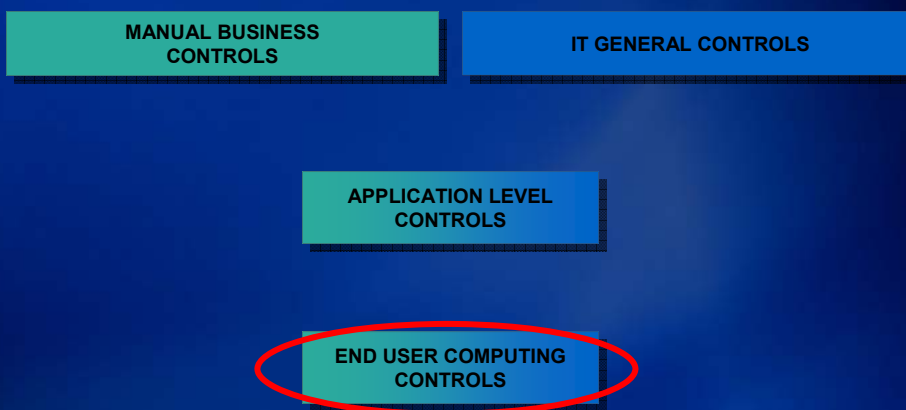 MANUAL BUSINESS
CONTROLS
IT GENERAL CONTROLS
APPLICATION LEVEL
CONTROLS
END USER COMPUTING
CONTROLS